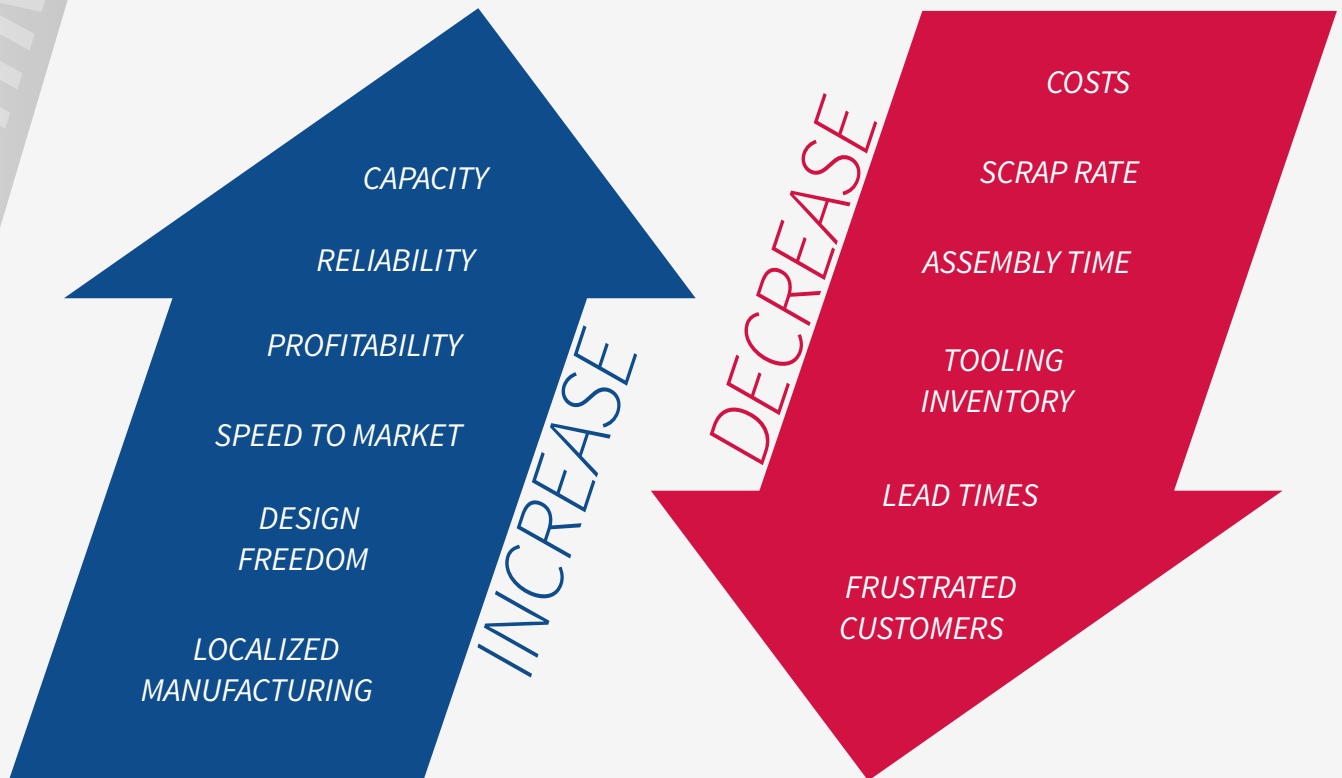 CAPACITY
RELIABILITY
PROFITABILITY
SPEED TO MARKET
DESIGN
FREEDOM
LOCALIZED
MANUFACTURING
INCREASE
DECREASE
COSTS
SCRAP RATE
ASSEMBLY TIME
TOOLING
INVENTORY
LEAD TIMES
FRUSTRATED
CUSTOMERS